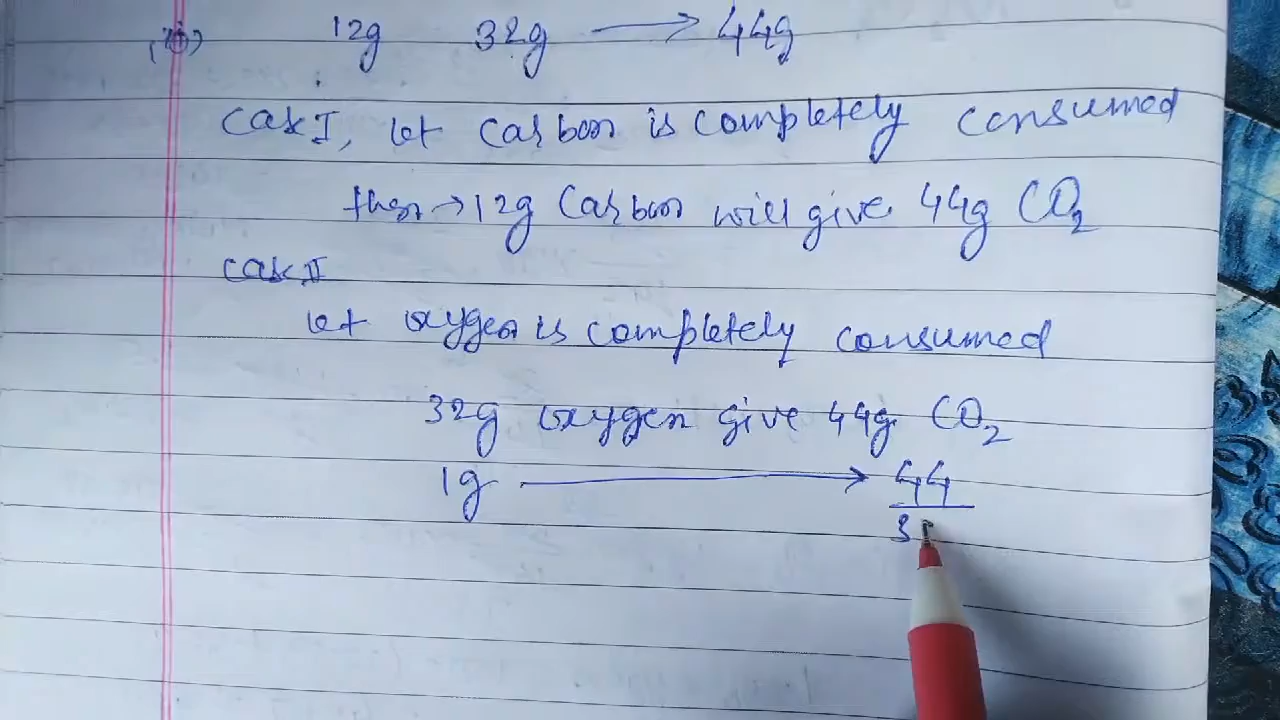 12g 32g ⟶ 44g
Case I, let Carbon is completely consumed
then → 12g Carbon will give 44g CO₂
Case II
let oxygen is completely consumed
32g oxygen give 44g CO₂
1g ⟶ 44
3